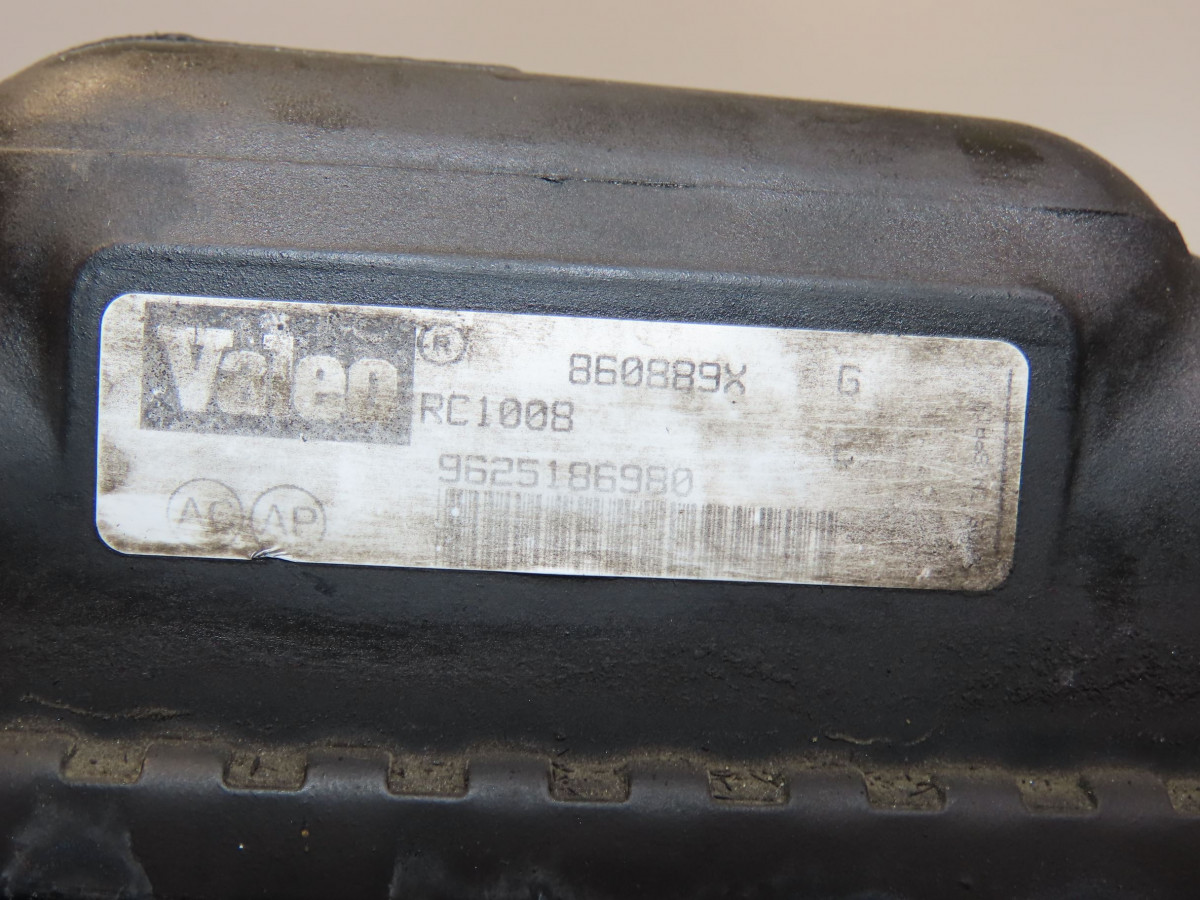 Valeo ®
860889X G
RC1008
9625186980
AC AP